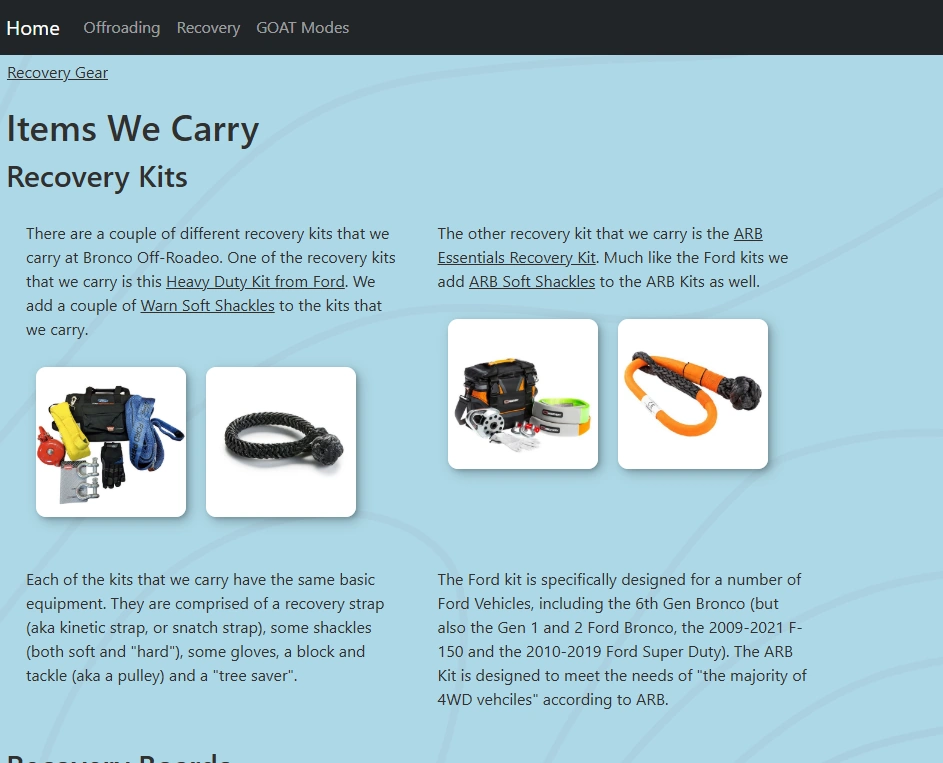 Home Offroading Recovery GOAT Modes
Recovery Gear
Items We Carry
Recovery Kits
There are a couple of different recovery kits that we
carry at Bronco Off-Roadeo. One of the recovery kits
that we carry is this Heavy Duty Kit from Ford. We
add a couple of Warn Soft Shackles to the kits that
we carry.
The other recovery kit that we carry is the ARB
Essentials Recovery Kit. Much like the Ford kits we
add ARB Soft Shackles to the ARB Kits as well.
Each of the kits that we carry have the same basic
equipment. They are comprised of a recovery strap
(aka kinetic strap, or snatch strap), some shackles
(both soft and "hard"), some gloves, a block and
tackle (aka a pulley) and a "tree saver".
The Ford kit is specifically designed for a number of
Ford Vehicles, including the 6th Gen Bronco (but
also the Gen 1 and 2 Ford Bronco, the 2009-2021 F-
150 and the 2010-2019 Ford Super Duty). The ARB
Kit is designed to meet the needs of "the majority of
4WD vehciles" according to ARB.
Recovery Boards